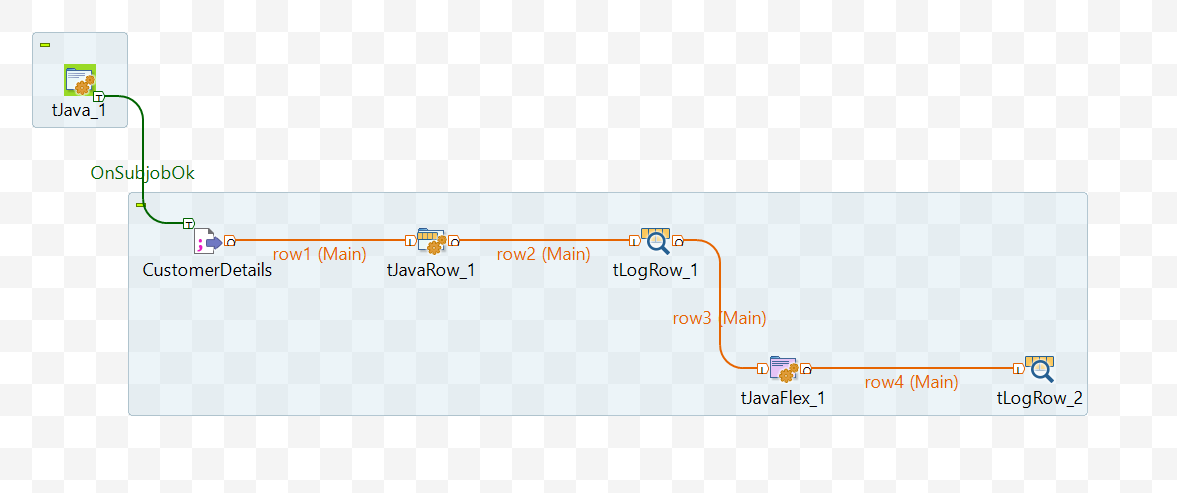 tJava_1
OnSubjobOk
CustomerDetails
row1 (Main)
tJavaRow_1
row2 (Main)
tLogRow_1
row3 (Main)
tJavaFlex_1
row4 (Main)
tLogRow_2